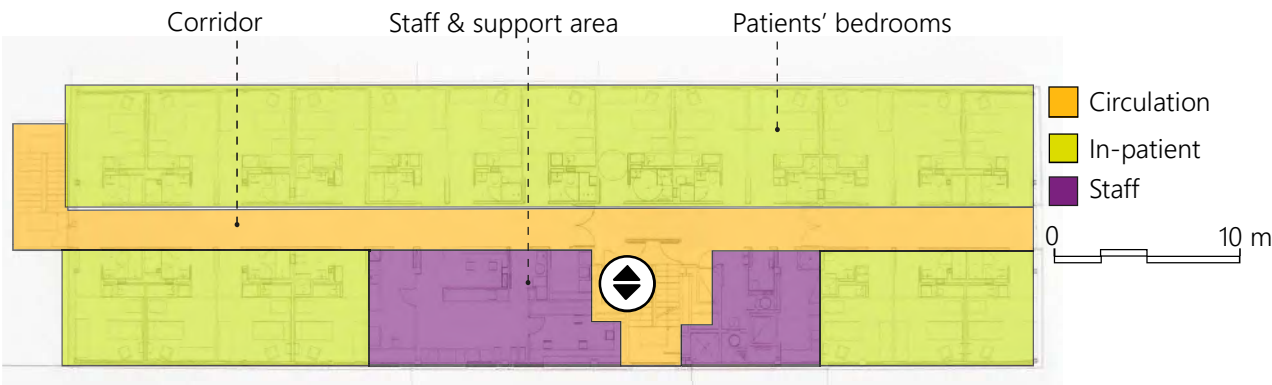 Corridor
Staff & support area
Patients’ bedrooms
Circulation
In-patient
Staff
0 10 m